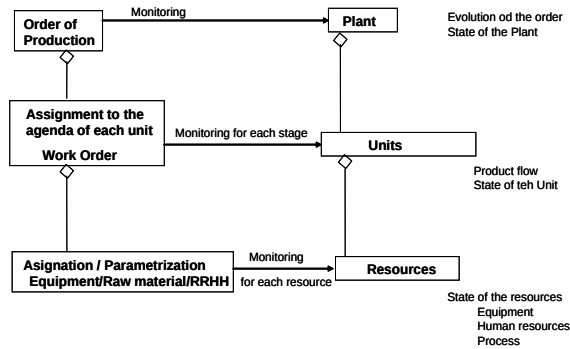 Monitoring
Order of
Production
Plant
Evolution od the order
State of the Plant
Assignment to the
agenda of each unit
Work Order
Monitoring for each stage
Units
Product flow
State of teh Unit
Asignation / Parametrization
Equipment/Raw material/RRHH
Monitoring
for each resource
Resources
State of the resources
Equipment
Human resources
Process